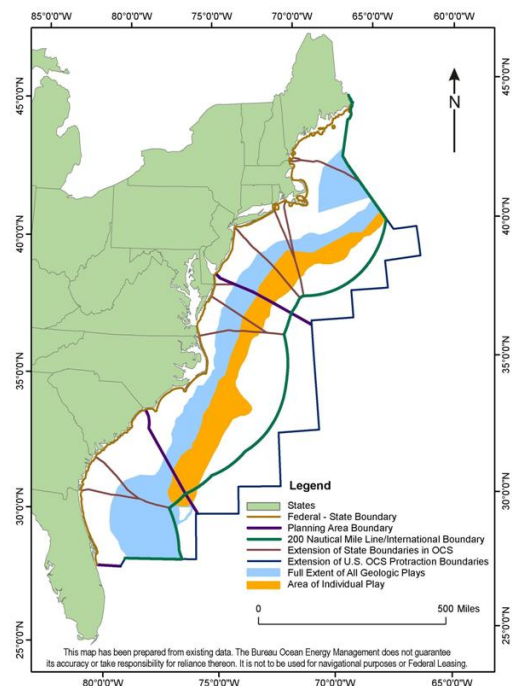 85°0'0"W
80°0'0"W
75°0'0"W
70°0'0"W
65°0'0"W
60°0'0"W
45°0'0"N
45°0'0"N
N
40°0'0"N
40°0'0"N
35°0'0"N
35°0'0"N
30°0'0"N
30°0'0"N
25°0'0"N
25°0'0"N
Legend
States
Federal - State Boundary
Planning Area Boundary
200 Nautical Mile Line/International Boundary
Extension of State Boundaries in OCS
Extension of U.S. OCS Protraction Boundaries
Full Extent of All Geologic Plays
Area of Individual Play
0 500 Miles
This map has been prepared from existing data. The Bureau Ocean Energy Management does not guarantee
its accuracy or take responsibility for reliance thereon. It is not to be used for navigational purposes or Federal Leasing.
80°0'0"W
75°0'0"W
70°0'0"W
65°0'0"W